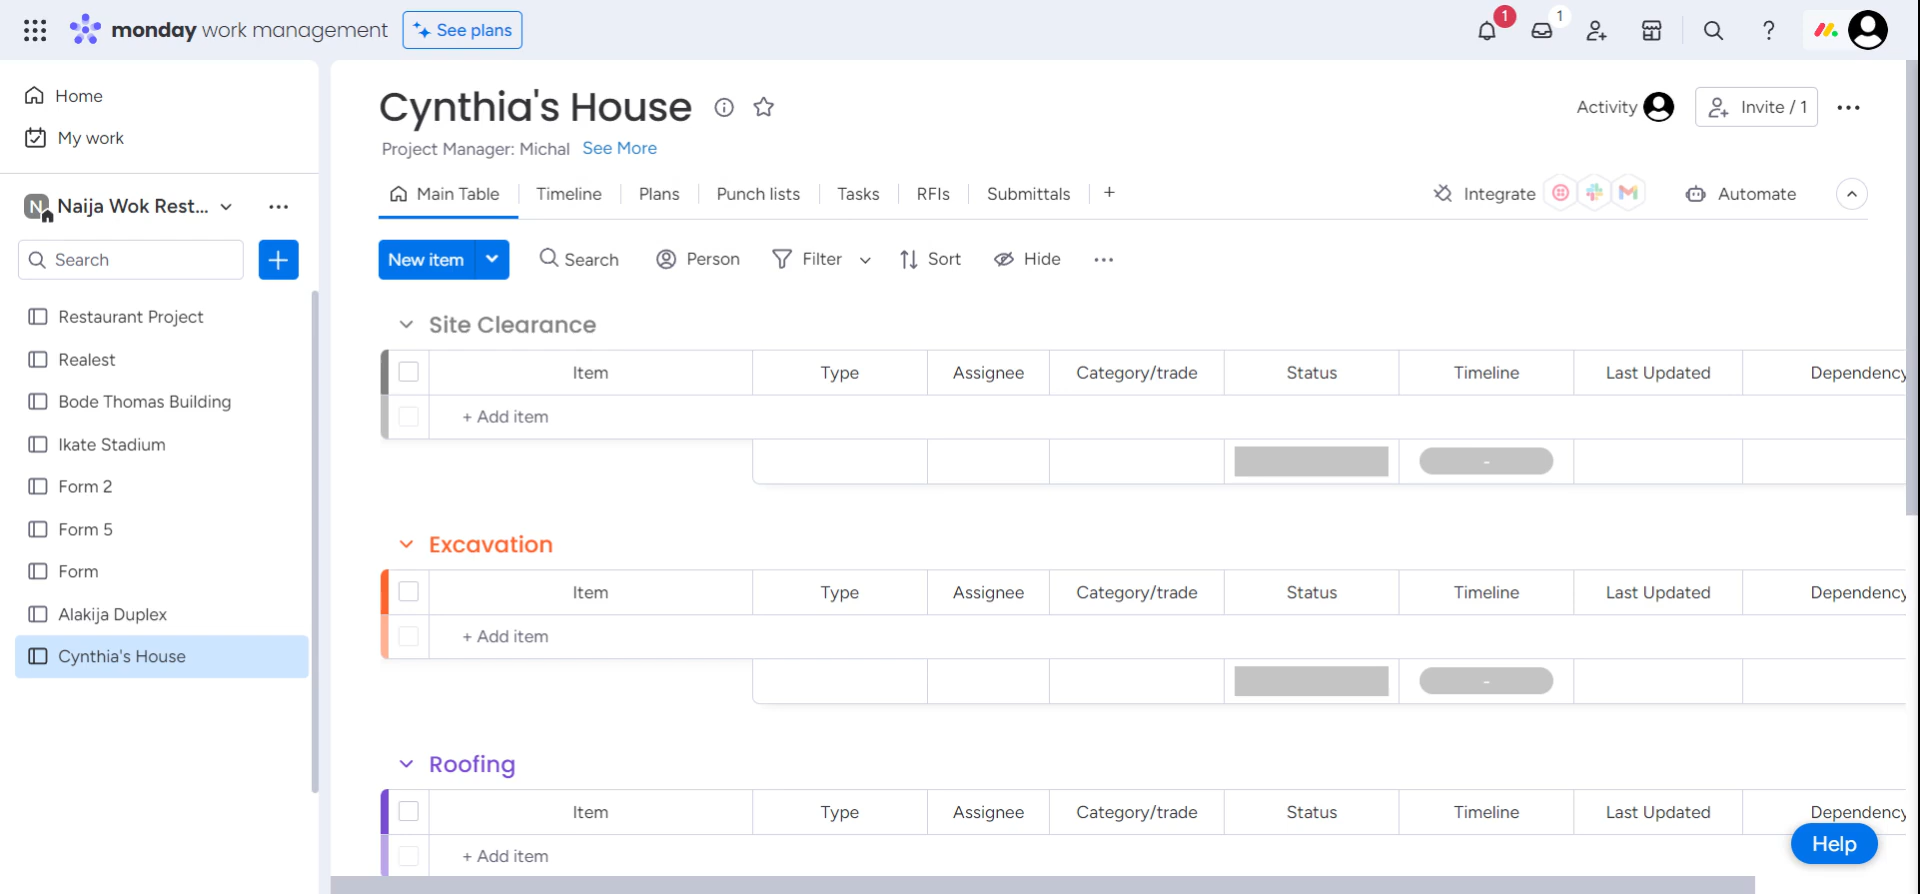 monday work management
See plans
1
1
Home
My work
N
Naija Wok Rest...
Search
Restaurant Project
Realest
Bode Thomas Building
Ikate Stadium
Form 2
Form 5
Form
Alakija Duplex
Cynthia's House
Cynthia's House
Activity
Invite / 1
Project Manager: Michal See More
Main Table
Timeline
Plans
Punch lists
Tasks
RFIs
Submittals
+
Integrate
Automate
New item
Search
Person
Filter
Sort
Hide
Site Clearance
Item Type Assignee Category/trade Status Timeline Last Updated Dependency
+ Add item
-
Excavation
Item Type Assignee Category/trade Status Timeline Last Updated Dependency
+ Add item
-
Roofing
Item Type Assignee Category/trade Status Timeline Last Updated Dependency
+ Add item
Help